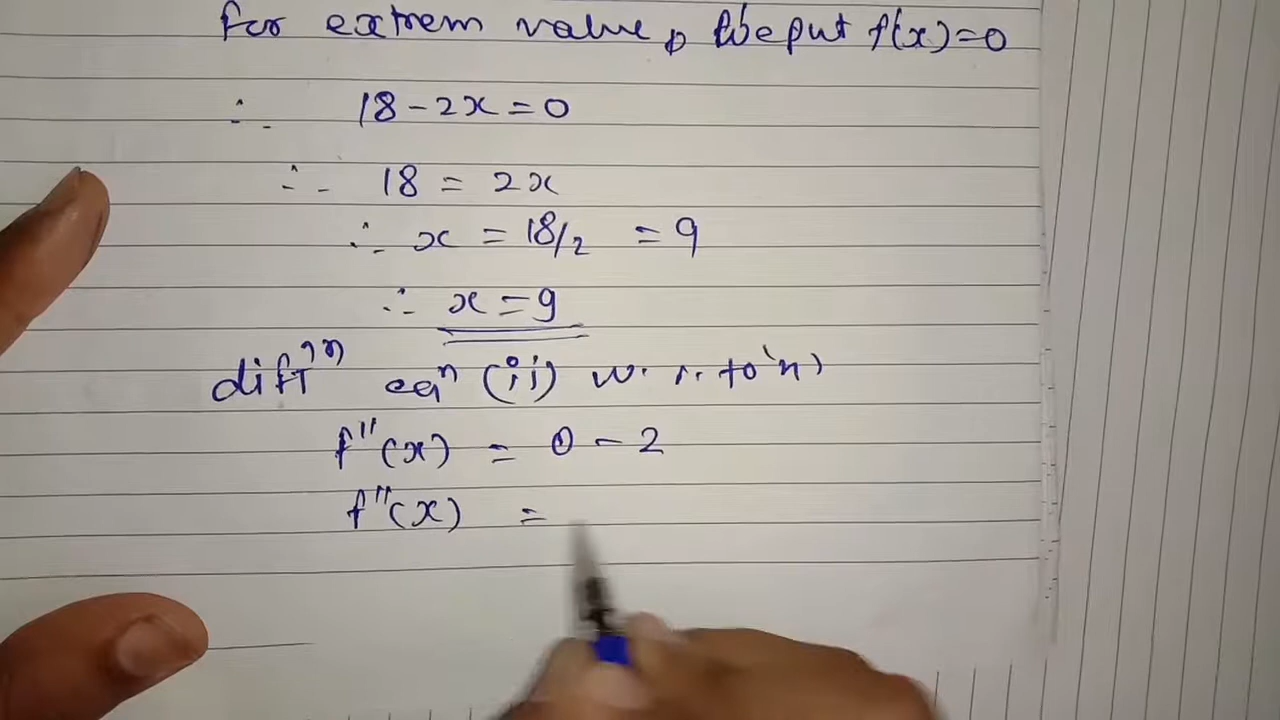 for extrem value, We put f'(x)=0
∴ 18-2x=0
∴ 18 = 2x
∴ x = 18/2 = 9
∴ x=9
diftⁿ eqⁿ (ii) w.r.to 'x'
f''(x) = 0-2
f''(x) =